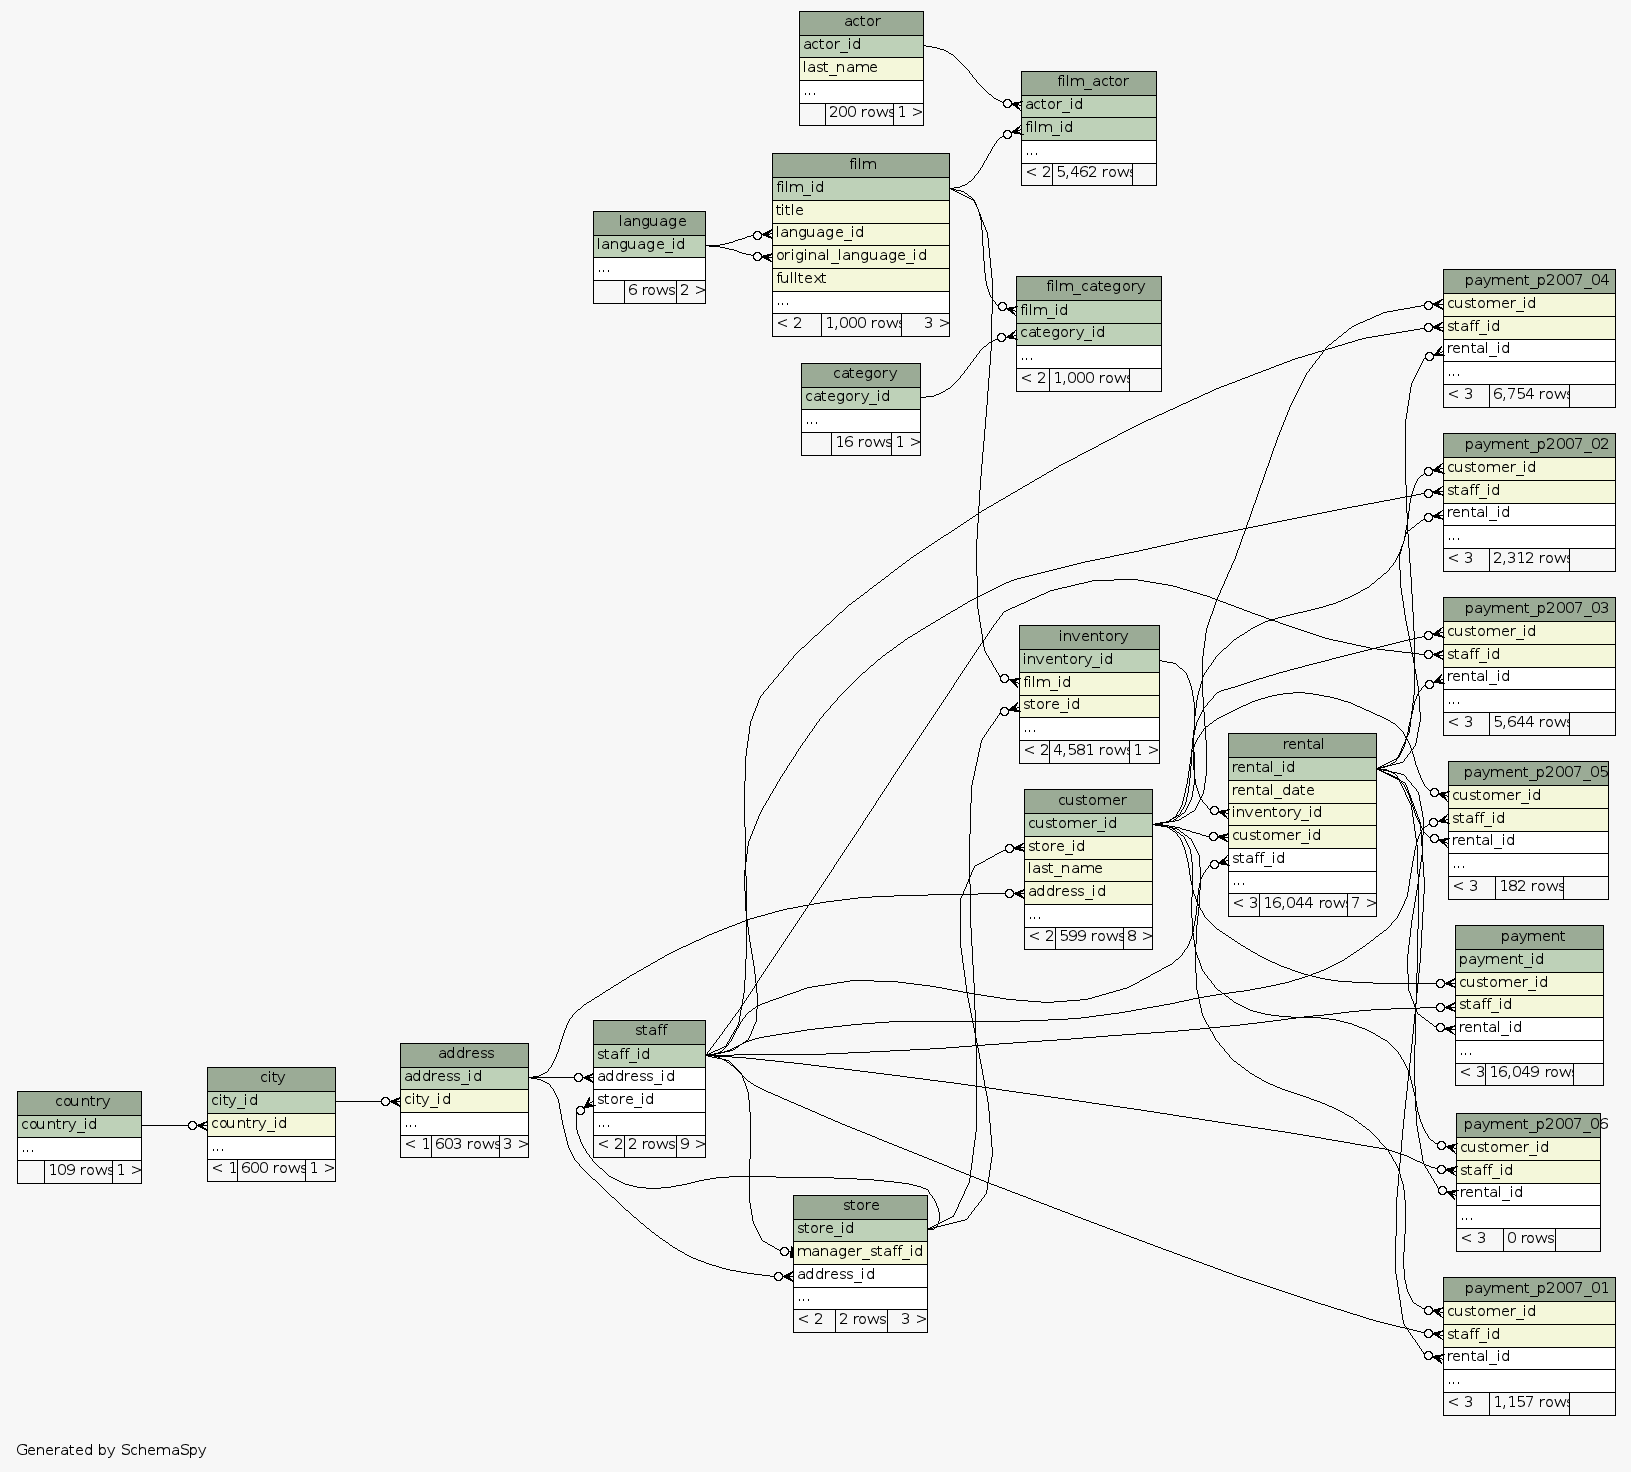 actor
actor_id
last_name
...
200 rows 1 >
film_actor
actor_id
film_id
...
< 2 5,462 rows
film
film_id
title
language_id
original_language_id
fulltext
...
< 2 1,000 rows 3 >
language
language_id
...
6 rows 2 >
film_category
film_id
category_id
...
< 2 1,000 rows
category
category_id
...
16 rows 1 >
payment_p2007_04
customer_id
staff_id
rental_id
...
< 3 6,754 rows
payment_p2007_02
customer_id
staff_id
rental_id
...
< 3 2,312 rows
payment_p2007_03
customer_id
staff_id
rental_id
...
< 3 5,644 rows
inventory
inventory_id
film_id
store_id
...
< 2 4,581 rows 1 >
rental
rental_id
rental_date
inventory_id
customer_id
staff_id
...
< 3 16,044 rows 7 >
customer
customer_id
store_id
last_name
address_id
...
< 2 599 rows 8 >
payment_p2007_05
customer_id
staff_id
rental_id
...
< 3 182 rows
payment
payment_id
customer_id
staff_id
rental_id
...
< 3 16,049 rows
staff
staff_id
address_id
store_id
...
< 2 2 rows 9 >
address
address_id
city_id
...
< 1 603 rows 3 >
city
city_id
country_id
...
< 1 600 rows 1 >
country
country_id
...
109 rows 1 >
payment_p2007_06
customer_id
staff_id
rental_id
...
< 3 0 rows
store
store_id
manager_staff_id
address_id
...
< 2 2 rows 3 >
payment_p2007_01
customer_id
staff_id
rental_id
...
< 3 1,157 rows
Generated by SchemaSpy